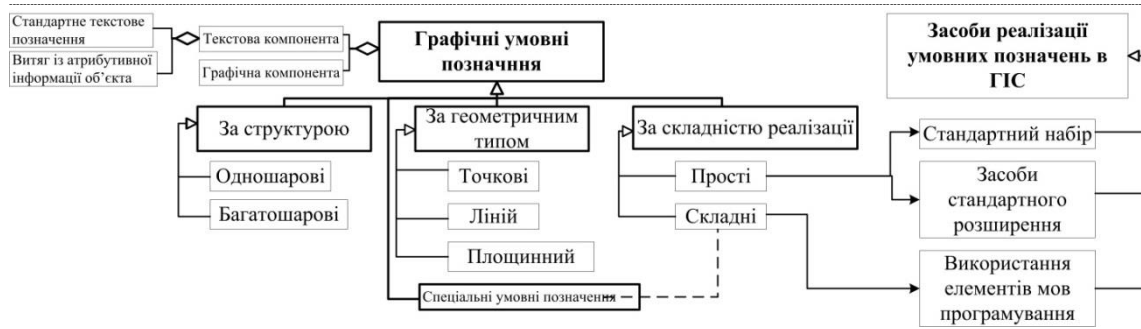 Стандартне текстове
позначення
Витяг із атрибутивної
інформації об’єкта
Текстова компонента
Графічна компонента
Графічні умовні
позначння
Засоби реалізації
умовних позначень в
ГІС
За структурою
Одношарові
Багатошарові
За геометричним
типом
Точкові
Ліній
Площинний
Спеціальні умовні позначення
За складністю реалізації
Прості
Складні
Стандартний набір
Засоби
стандартного
розширення
Використання
елементів мов
програмування